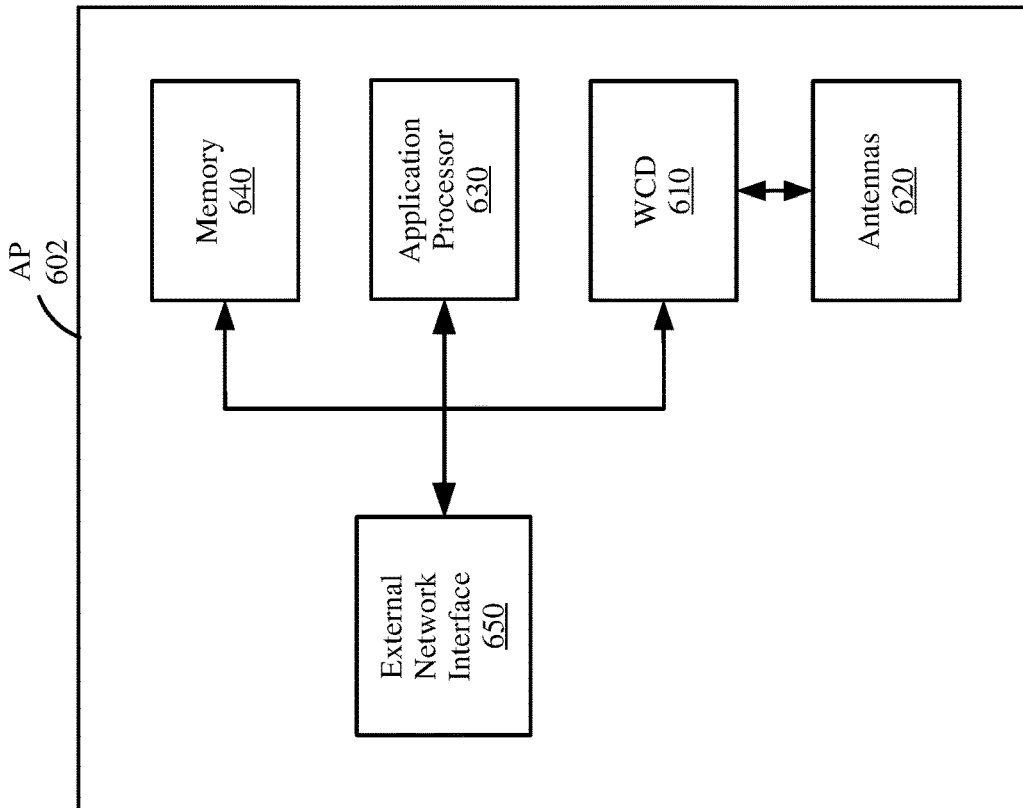 AP
602
Memory
640
Application
Processor
630
WCD
610
Antennas
620
External
Network
Interface
650